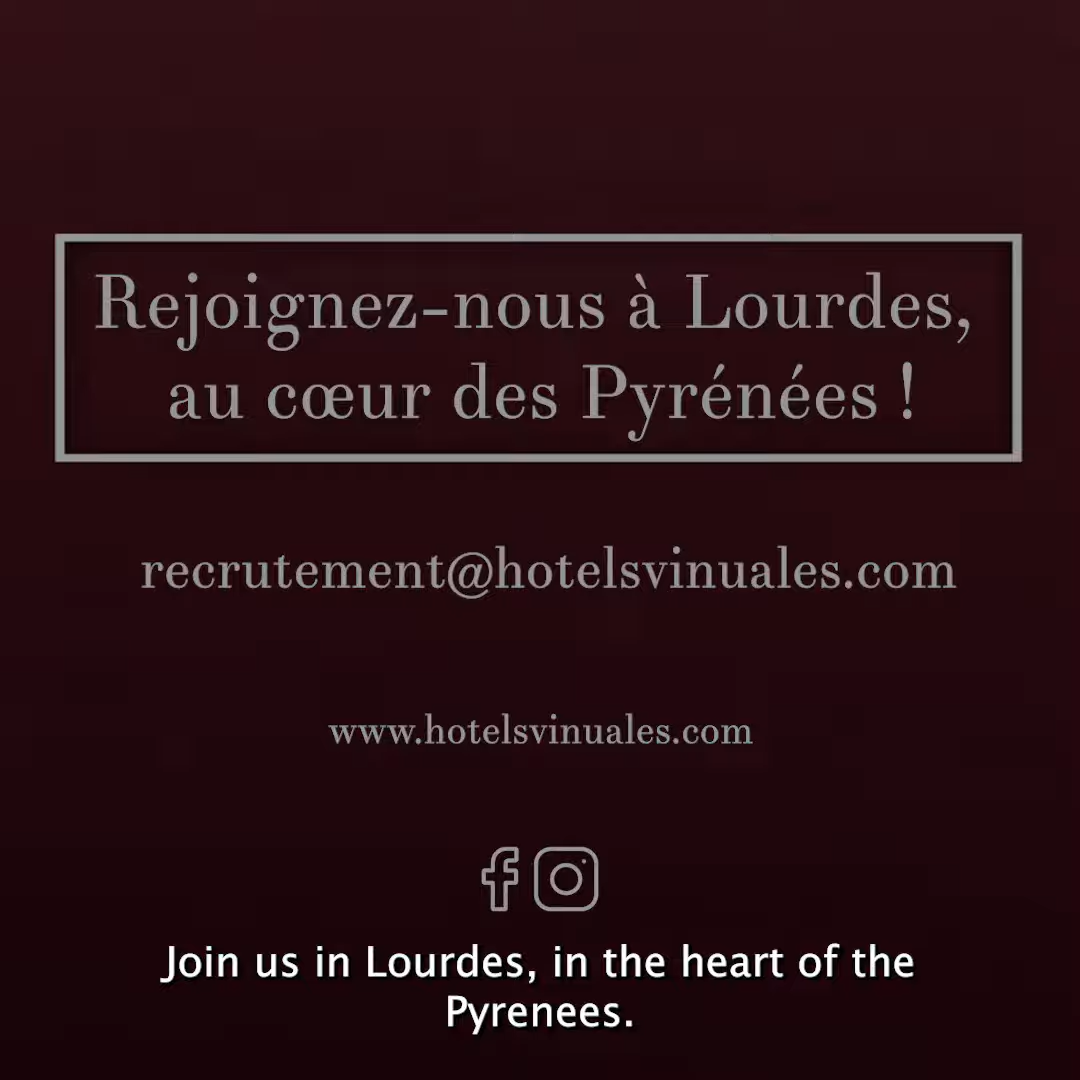 Rejoignez-nous à Lourdes,
au cœur des Pyrénées !
recrutement@hotelsvinuales.com
www.hotelsvinuales.com
Join us in Lourdes, in the heart of the
Pyrenees.